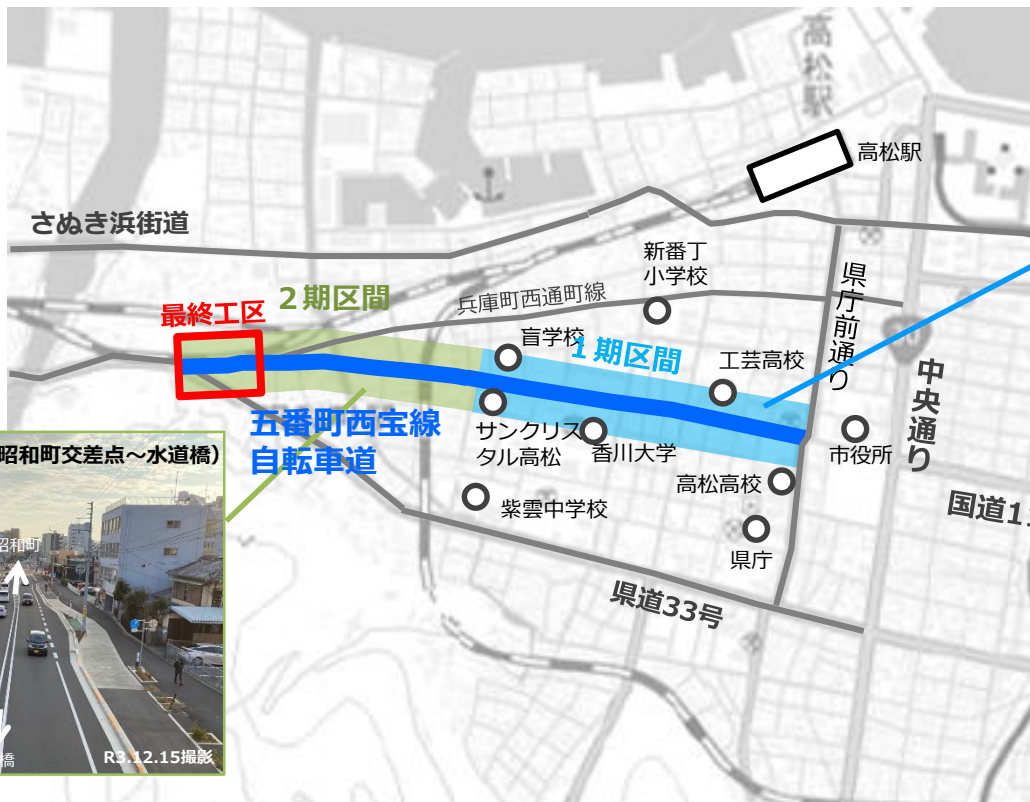 高松駅
高松駅
さぬき浜街道
新番丁
小学校
県庁前通り
2期区間
兵庫町西通町線
最終工区
盲学校
1期区間
工芸高校
中央通り
五番町西宝線
自転車道
サンクリス
タル高松
香川大学
市役所
高松高校
昭和町交差点~水道橋)
紫雲中学校
国道1
昭和町
県庁
県道33号
橋
R3.12.15撮影